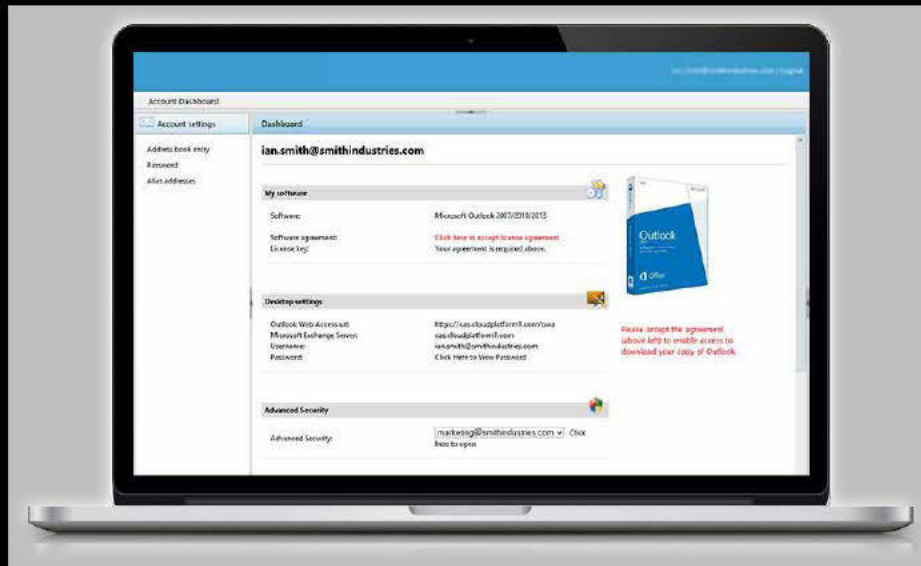 Account Dashboard
Account settings
Address book entry
Password
Alias addresses
Dashboard
ian.smith@smithindustries.com
My software
Software:
Microsoft Outlook 2007/2010/2013
Software agreement:
Click here to accept license agreement
License key:
Your agreement is required above.
Outlook
Office
Please accept the agreement
(above left) to enable access to
download your copy of Outlook
Desktop settings
Outlook Web Access url:
https://cas.cloudplatform1.com/owa
Microsoft Exchange Server:
cas.cloudplatform1.com
Username:
ian.smith@smithindustries.com
Password:
Click Here to View Password
Advanced Security
Advanced Security:
marketing@smithindustries.com Click
here to open